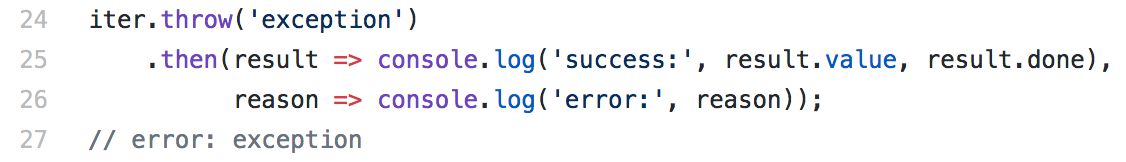 24 iter.throw('exception')
25     .then(result => console.log('success:', result.value, result.done),
26           reason => console.log('error:', reason));
27 // error: exception